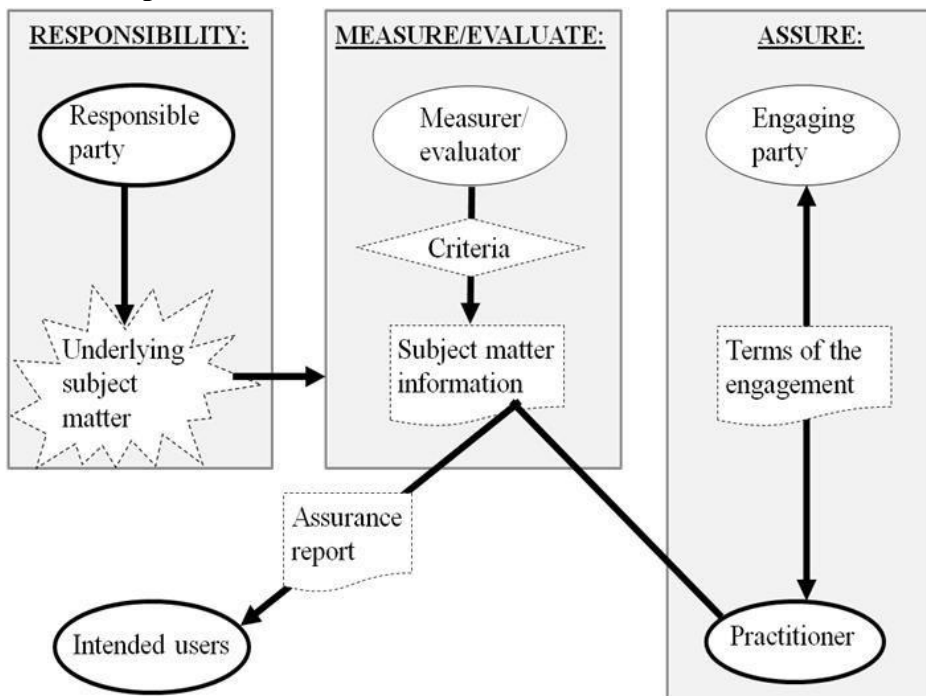 RESPONSIBILITY:
Responsible
party
Underlying
subject
matter
MEASURE/EVALUATE:
Measurer/
evaluator
Criteria
Subject matter
information
ASSURE:
Engaging
party
Terms of the
engagement
Practitioner
Assurance
report
Intended users